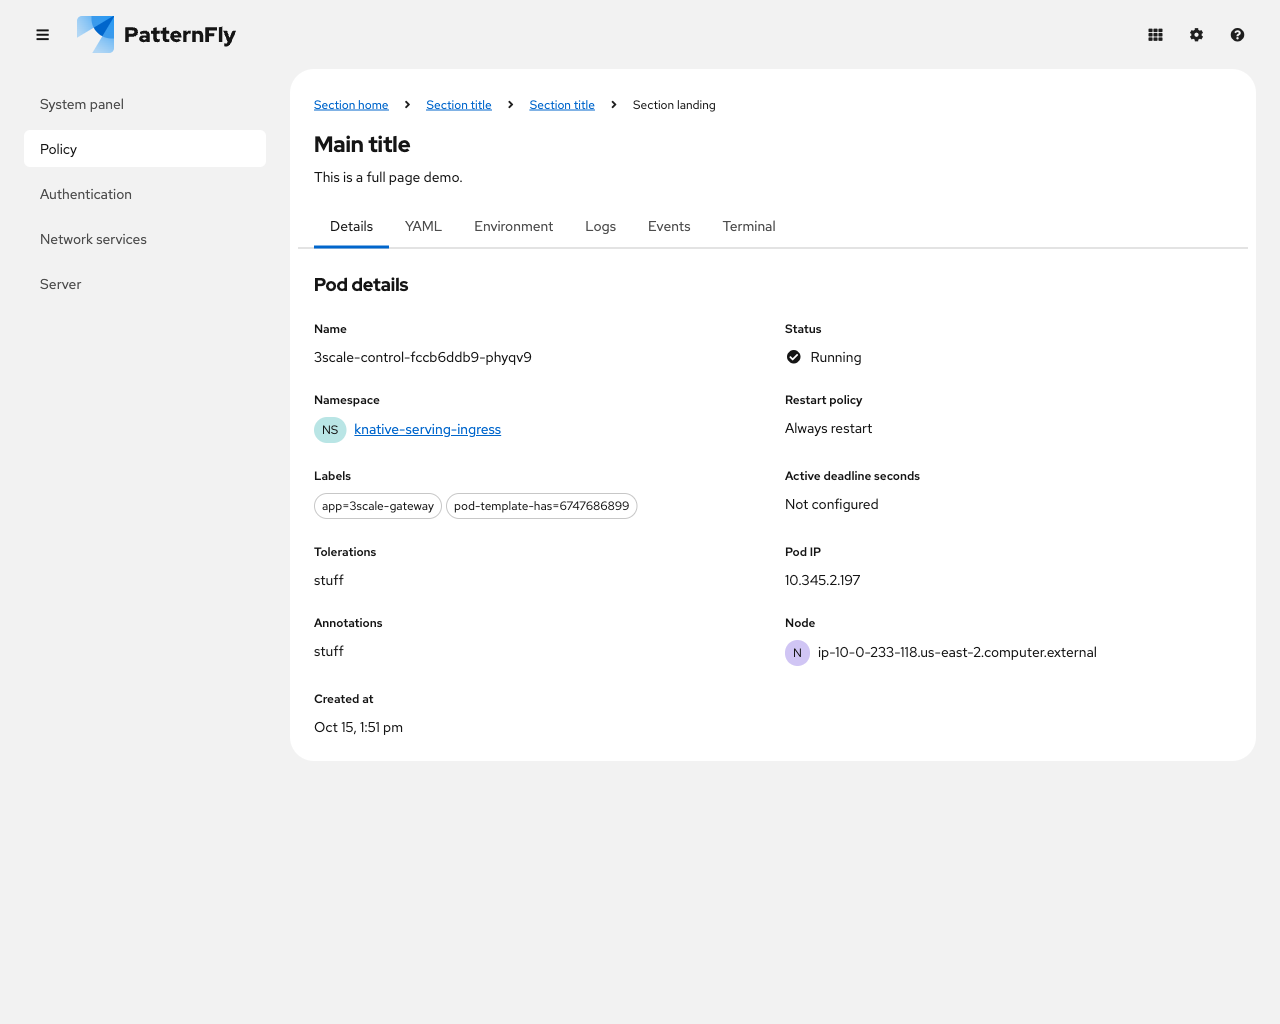 PatternFly
System panel
Policy
Authentication
Network services
Server
Section home > Section title > Section title > Section landing
Main title
This is a full page demo.
Details YAML Environment Logs Events Terminal
Pod details
Name
3scale-control-fccb6ddb9-phyqv9
Status
Running
Namespace
NS knative-serving-ingress
Restart policy
Always restart
Labels
app=3scale-gateway pod-template-has=6747686899
Active deadline seconds
Not configured
Tolerations
stuff
Pod IP
10.345.2.197
Annotations
stuff
Node
N ip-10-0-233-118.us-east-2.computer.external
Created at
Oct 15, 1:51 pm